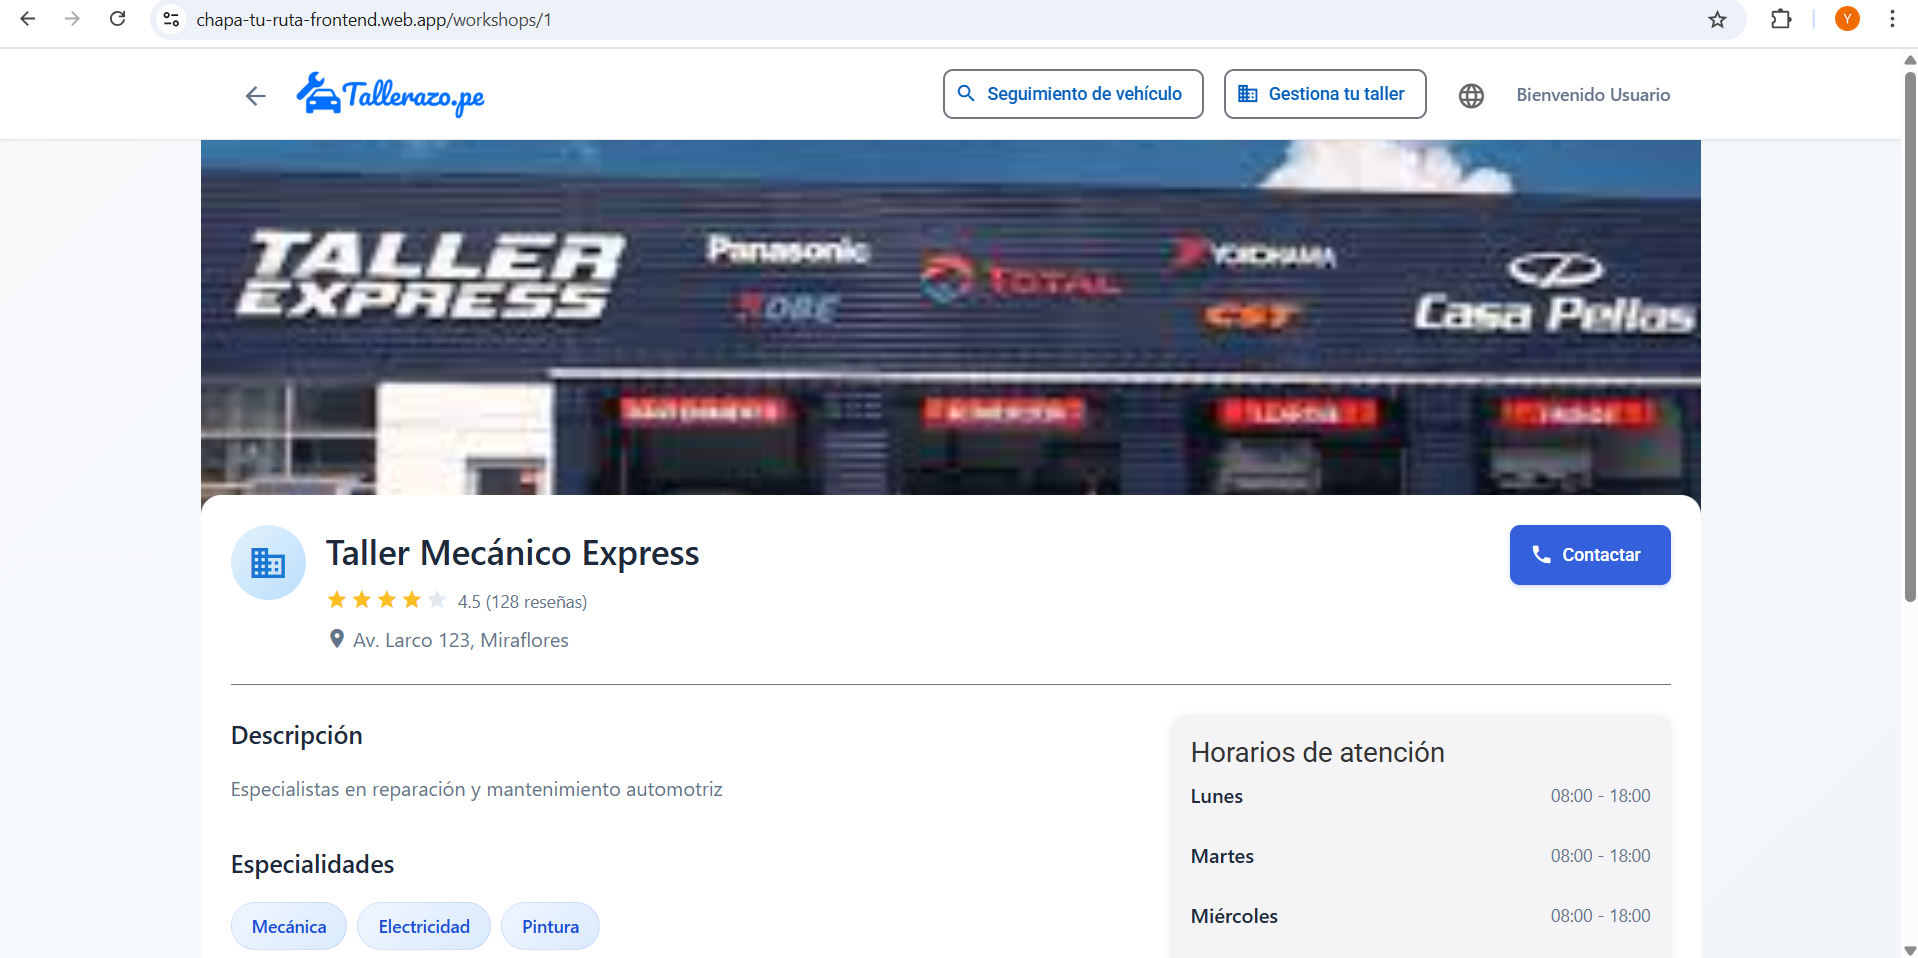 chapa-tu-ruta-frontend.web.app/workshops/1
Y
Tallerazo.pe
Seguimiento de vehículo
Gestiona tu taller
Bienvenido Usuario
TALLER
EXPRESS
Panasonic
TOTAL
YOKOHAMA
CST
Casa Pellas
Taller Mecánico Express
4.5 (128 reseñas)
Av. Larco 123, Miraflores
Contactar
Descripción
Especialistas en reparación y mantenimiento automotriz
Especialidades
Mecánica
Electricidad
Pintura
Horarios de atención
Lunes 08:00 - 18:00
Martes 08:00 - 18:00
Miércoles 08:00 - 18:00